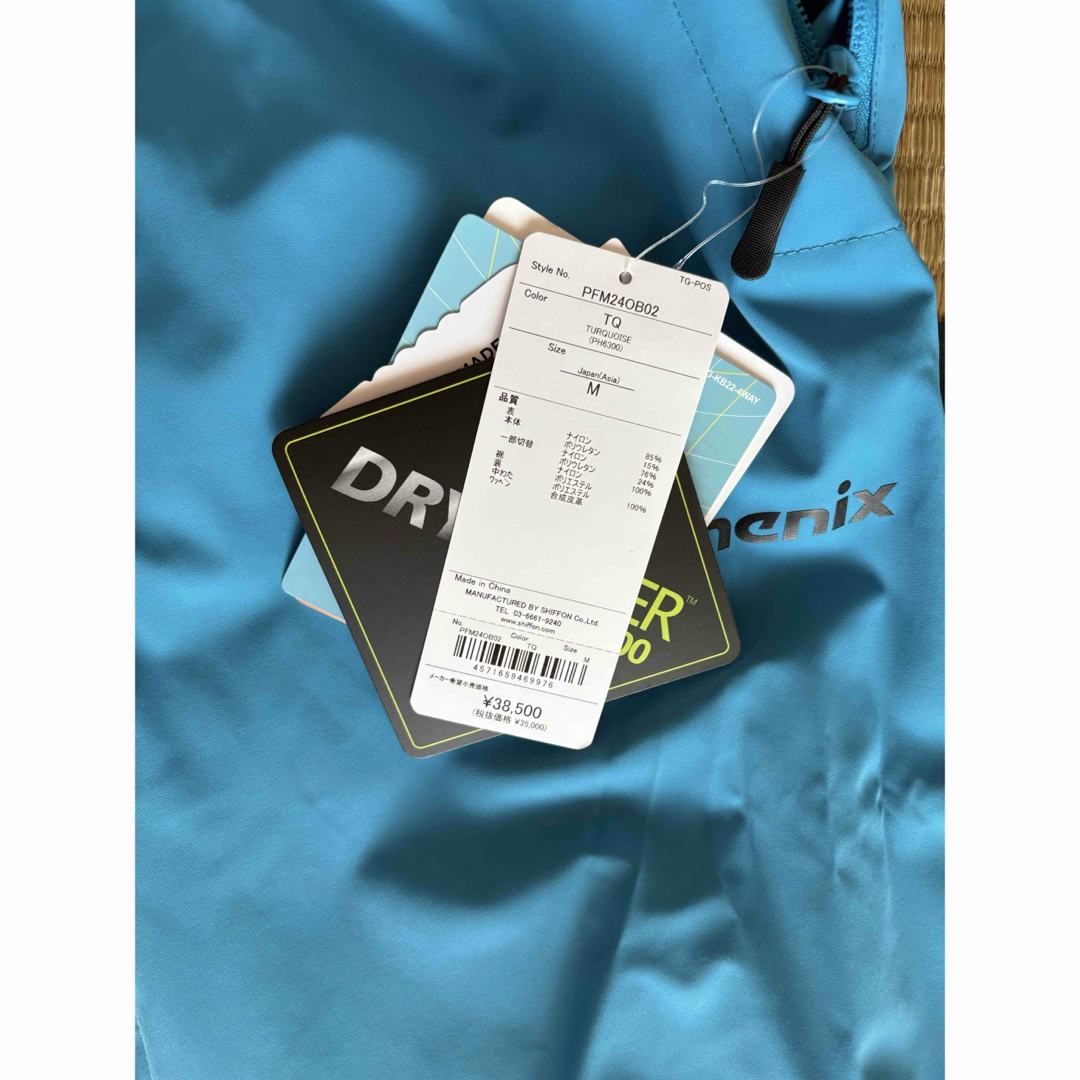 Style No.
TG-POS
PFM24OB02
Color
TQ
TURQUOISE
(PH6300)
Size
Japan(Asia)
M
品質
表
本体
ナイロン 85%
ポリウレタン 15%
一部切替
ナイロン 76%
ポリウレタン 24%
裾
ナイロン 100%
裏
ポリエステル
中わた
ポリエステル 100%
ワッペン
合成皮革
Made in China
MANUFACTURED BY SHIFFON Co.,Ltd.
TEL 03-6661-9240
www.shiffon.com
No. Color Size
PFM24OB02 TQ M
4571659469976
メーカー希望小売価格
¥38,500
(税抜価格 ¥35,000)
DRY
ER™
00
MADE
G-KB22-4WAY
henix